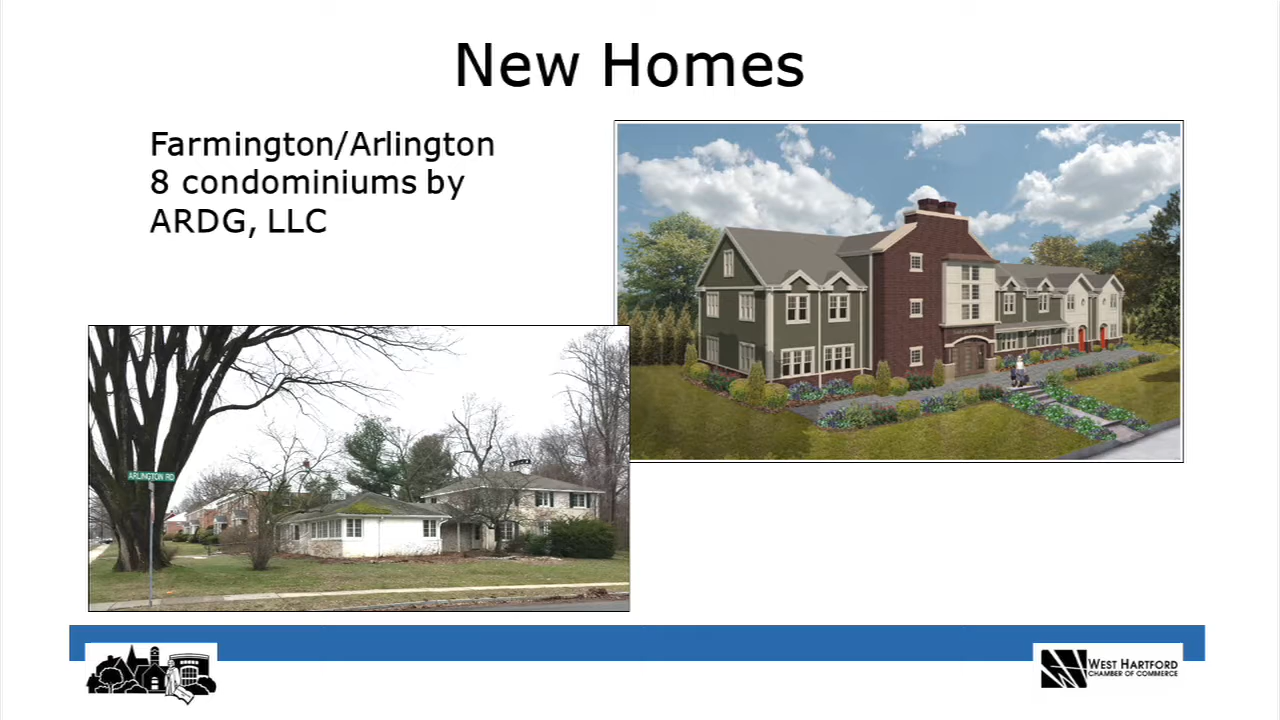 New Homes
Farmington/Arlington
8 condominiums by
ARDG, LLC
ARLINGTON RD
WEST HARTFORD
CHAMBER OF COMMERCE